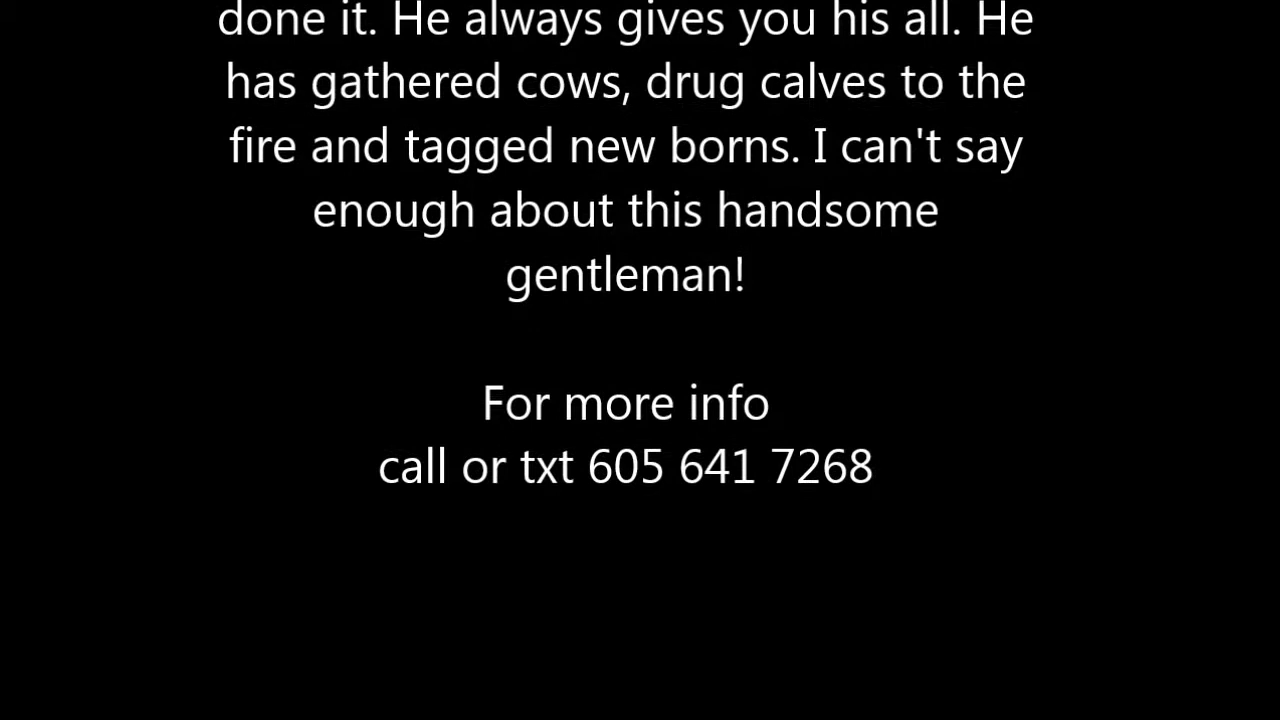 done it. He always gives you his all. He
has gathered cows, drug calves to the
fire and tagged new borns. I can't say
enough about this handsome
gentleman!
For more info
call or txt 605 641 7268